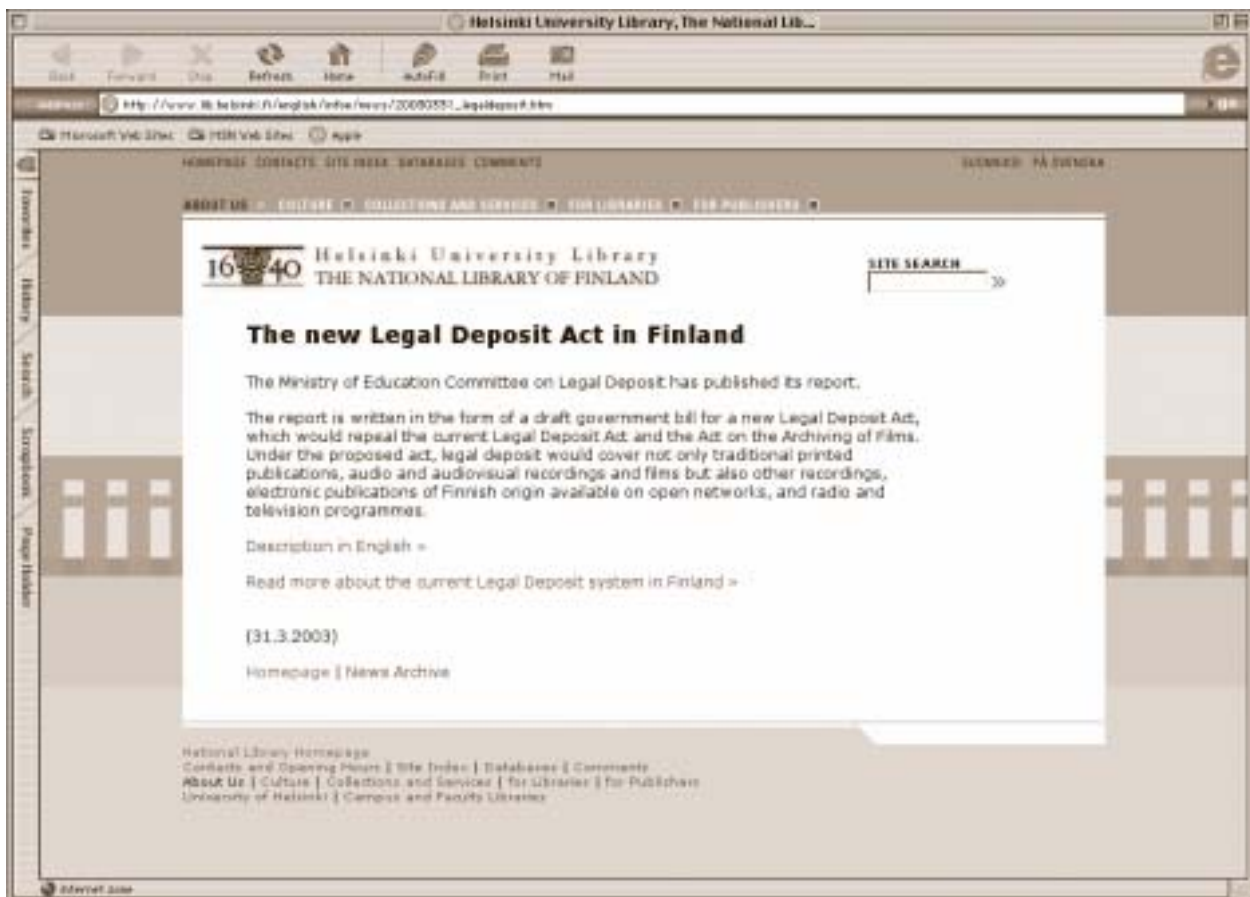 Helsinki University Library, The National Lib...
Back Forward Stop Refresh Home AutoFill Print Mail
http://www.lib.helsinki.fi/english/infoe/news/20030331_legaldeposit.htm
Microsoft Web Sites MSN Web Sites Apple
HOMEPAGE CONTACTS SITE INDEX DATABASES COMMENTS SUOMEKSI PÅ SVENSKA
ABOUT US CULTURE COLLECTIONS AND SERVICES FOR LIBRARIES FOR PUBLISHERS
Favorites
History
Search
Scrapbook
Page Holder
1640
Helsinki University Library
THE NATIONAL LIBRARY OF FINLAND
SITE SEARCH
»
The new Legal Deposit Act in Finland
The Ministry of Education Committee on Legal Deposit has published its report.
The report is written in the form of a draft government bill for a new Legal Deposit Act,
which would repeal the current Legal Deposit Act and the Act on the Archiving of Films.
Under the proposed act, legal deposit would cover not only traditional printed
publications, audio and audiovisual recordings and films but also other recordings,
electronic publications of Finnish origin available on open networks, and radio and
television programmes.
Description in English »
Read more about the current Legal Deposit system in Finland »
(31.3.2003)
Homepage | News Archive
National Library Homepage
Contacts and Opening Hours | Site Index | Databases | Comments
About Us | Culture | Collections and Services | for Libraries | for Publishers
University of Helsinki | Campus and Faculty Libraries
Internet zone